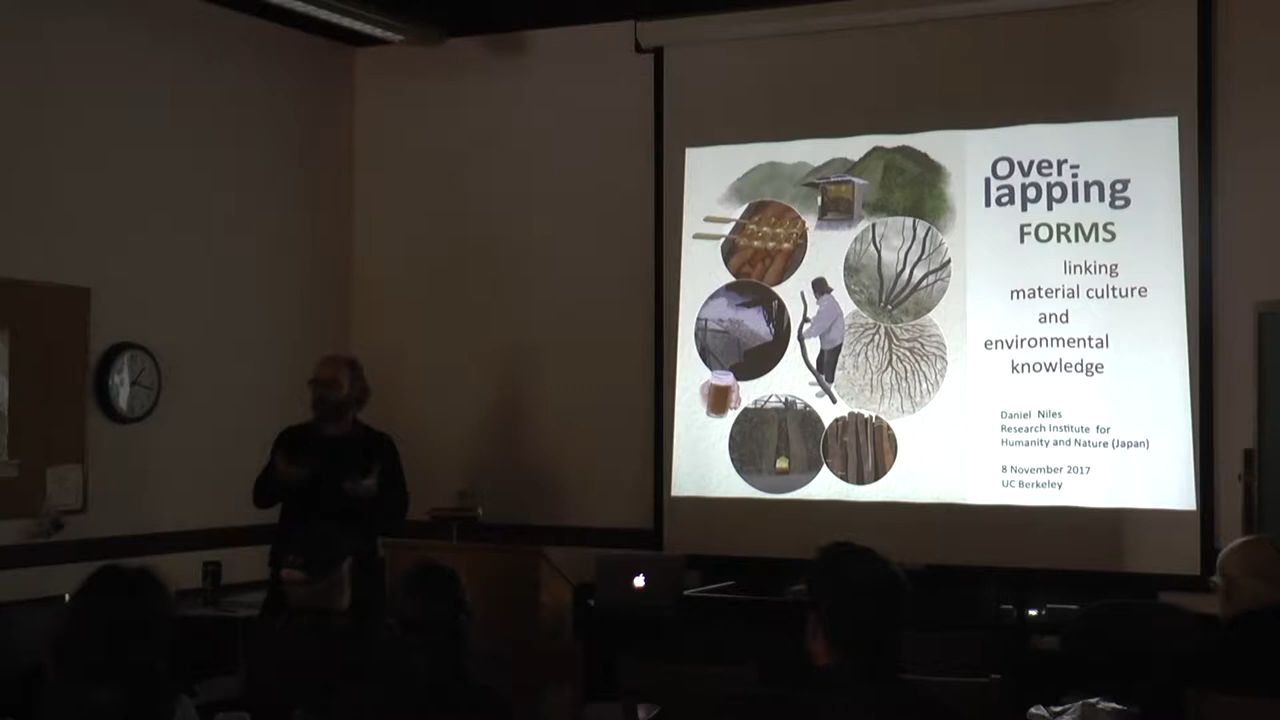 Over-
lapping
FORMS
linking
material culture
and
environmental
knowledge
Daniel Niles
Research Institute for
Humanity and Nature (Japan)
8 November 2017
UC Berkeley